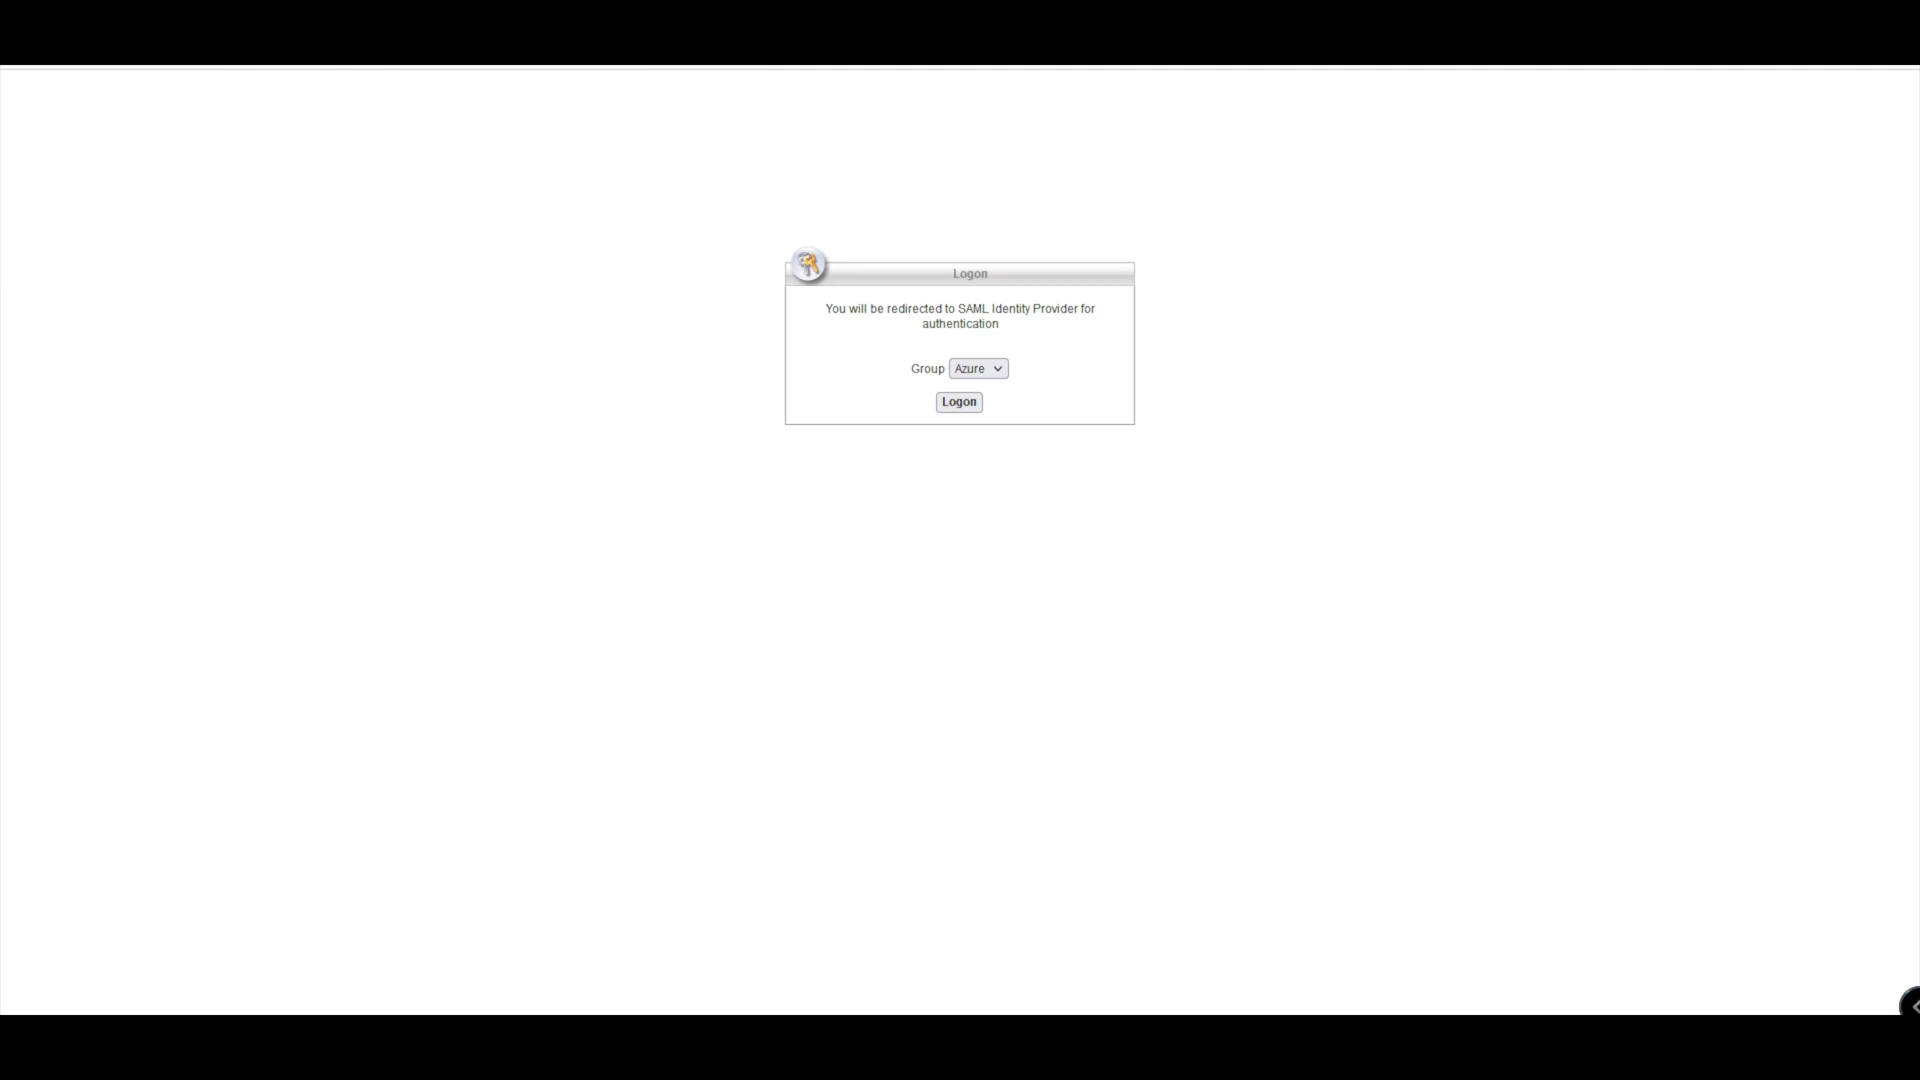 Logon
You will be redirected to SAML Identity Provider for
authentication
Group Azure
Logon